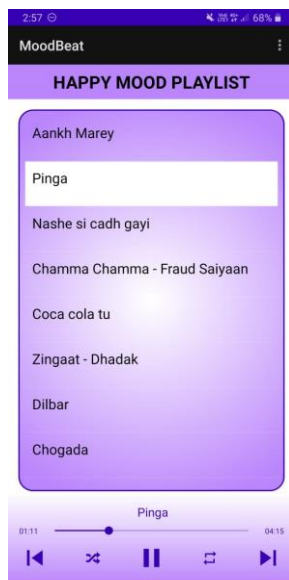 2:57 68%
MoodBeat
HAPPY MOOD PLAYLIST
Aankh Marey
Pinga
Nashe si cadh gayi
Chamma Chamma - Fraud Saiyaan
Coca cola tu
Zingaat - Dhadak
Dilbar
Chogada
Pinga
01:11 04:15